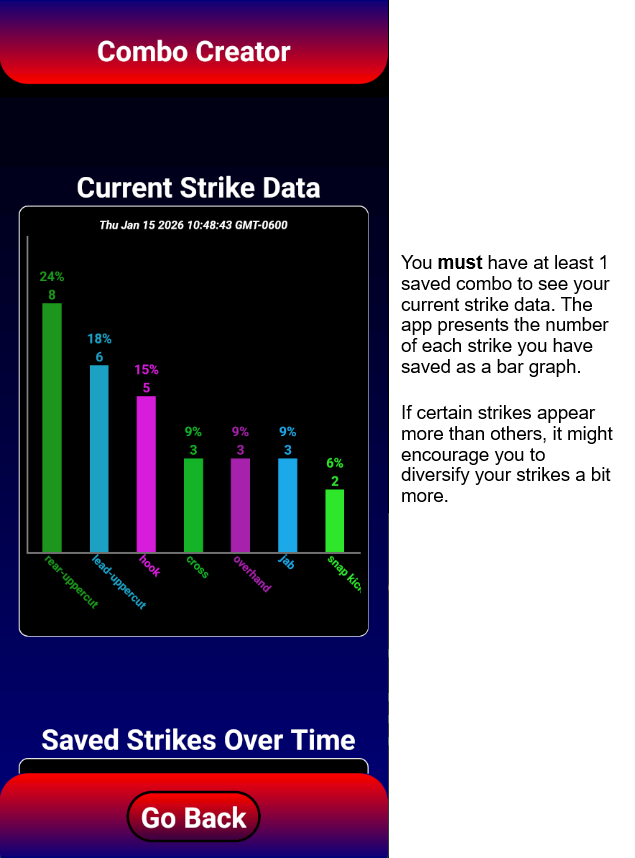 Combo Creator
Current Strike Data
Thu Jan 15 2026 10:48:43 GMT-0600
24%
8
18%
6
15%
5
9%
3
9%
3
9%
3
6%
2
rear-uppercut
lead-uppercut
hook
cross
overhand
jab
snap
Saved Strikes Over Time
Go Back
You must have at least 1
saved combo to see your
current strike data. The
app presents the number
of each strike you have
saved as a bar graph.
If certain strikes appear
more than others, it might
encourage you to
diversify your strikes a bit
more.